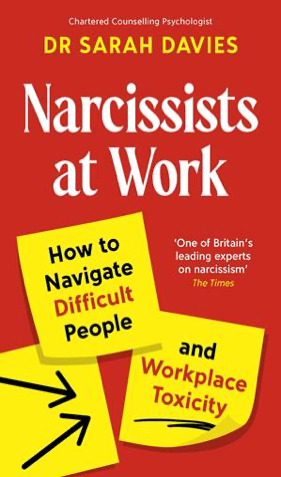 Chartered Counselling Psychologist
DR SARAH DAVIES
Narcissists
at Work
How to
Navigate
Difficult
People
'One of Britain's
leading experts
on narcissism'
The Times
and
Workplace
Toxicity